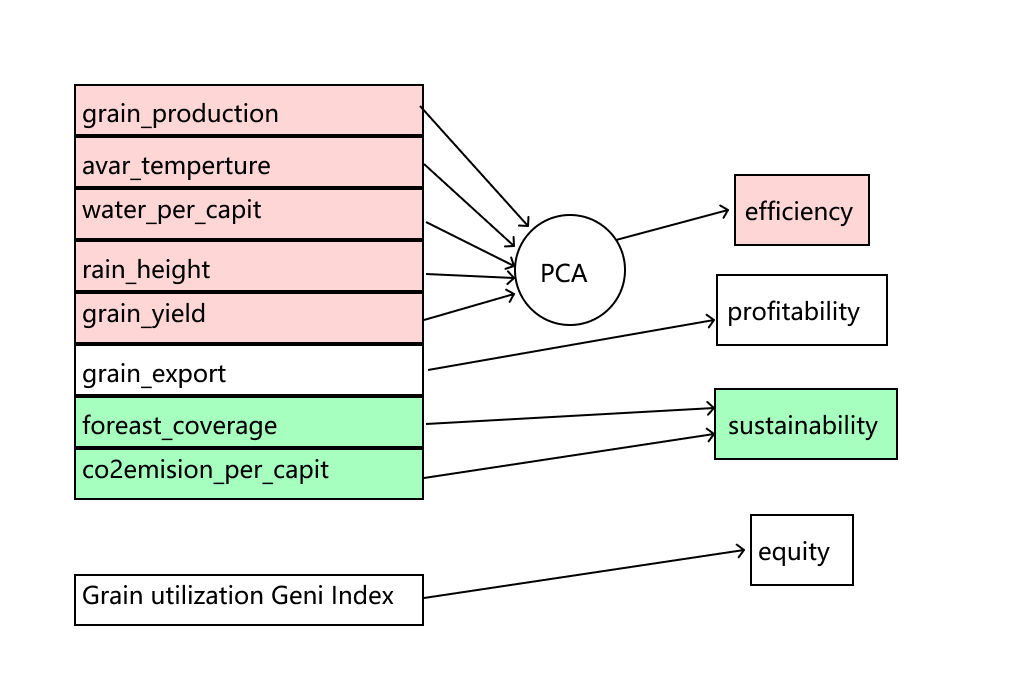 grain_production
avar_temperture
water_per_capit
rain_height
grain_yield
grain_export
foreast_coverage
co2emision_per_capit
Grain utilization Geni Index
PCA
efficiency
profitability
sustainability
equity